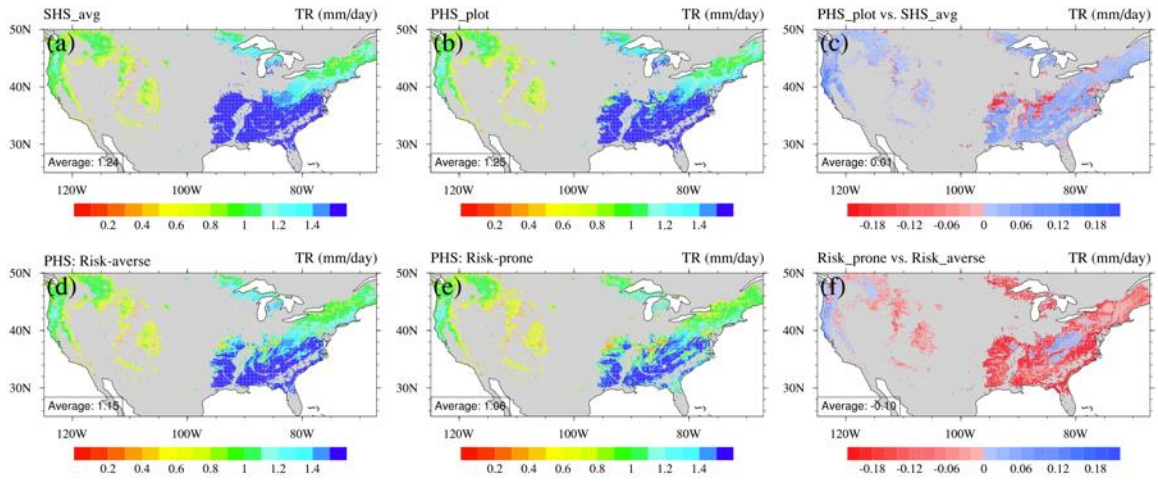 SHS_avg TR (mm/day) PHS_plot TR (mm/day) PHS_plot vs. SHS_avg TR (mm/day)
50N (a) 50N (b) 50N (c)
40N 40N 40N
30N 30N 30N
Average: 1.24 Average: 1.25 Average: 0.01
120W 100W 80W 120W 100W 80W 120W 100W 80W
0.2 0.4 0.6 0.8 1 1.2 1.4 0.2 0.4 0.6 0.8 1 1.2 1.4 -0.18 -0.12 -0.06 0 0.06 0.12 0.18
PHS: Risk-averse TR (mm/day) PHS: Risk-prone TR (mm/day) Risk_prone vs. Risk_averse TR (mm/day)
50N (d) 50N (e) 50N (f)
40N 40N 40N
30N 30N 30N
Average: 1.15 Average: 1.06 Average: -0.10
120W 100W 80W 120W 100W 80W 120W 100W 80W
0.2 0.4 0.6 0.8 1 1.2 1.4 0.2 0.4 0.6 0.8 1 1.2 1.4 -0.18 -0.12 -0.06 0 0.06 0.12 0.18